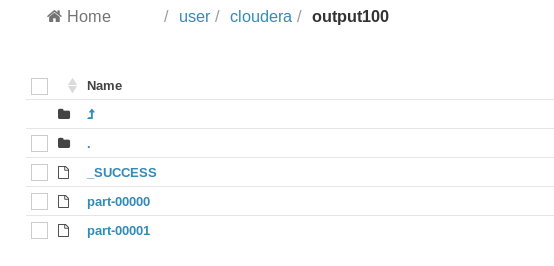 Home / user / cloudera / output100
Name
.
_SUCCESS
part-00000
part-00001